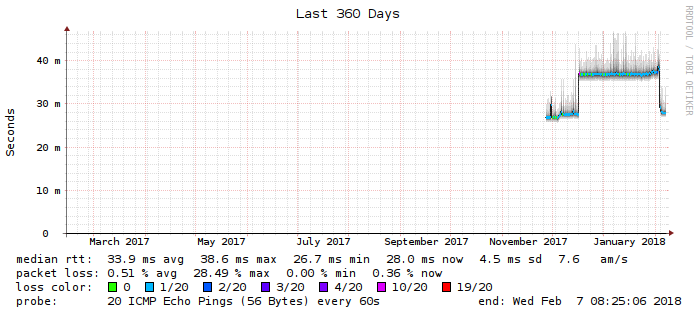 Last 360 Days
RRDTOOL / TOBI OETIKER
Seconds
40 m
30 m
20 m
10 m
0
March 2017 May 2017 July 2017 September 2017 November 2017 January 2018
median rtt: 33.9 ms avg 38.6 ms max 26.7 ms min 28.0 ms now 4.5 ms sd 7.6 am/s
packet loss: 0.51 % avg 28.49 % max 0.00 % min 0.36 % now
loss color: 0 1/20 2/20 3/20 4/20 10/20 19/20
probe: 20 ICMP Echo Pings (56 Bytes) every 60s end: Wed Feb 7 08:25:06 2018